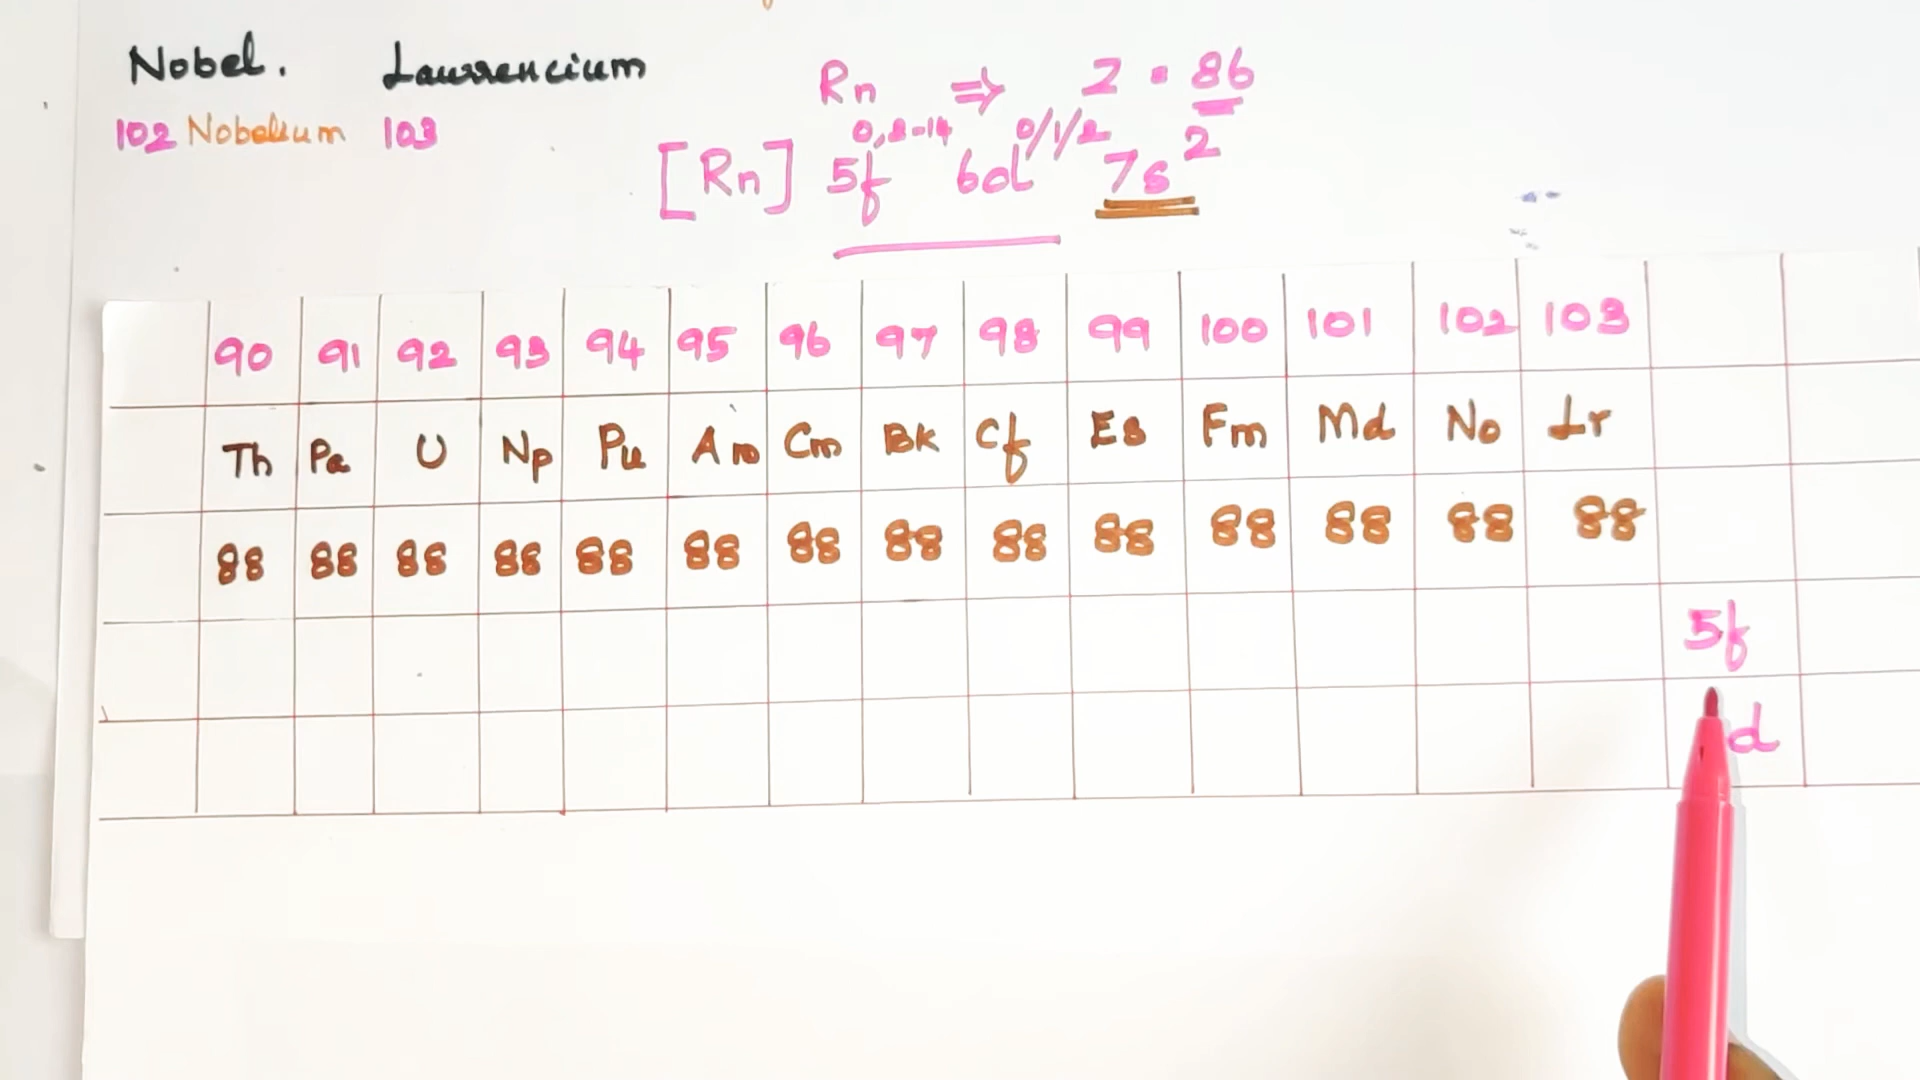 Nobel. Laurrencium
102 Nobelium 103
Rn ⇒ Z = 86
[Rn] 5f 0,2-14 6d 0/1/2 7s 2
90 91 92 93 94 95 96 97 98 99 100 101 102 103
Th Pa U Np Pu Am Cm BK Cf Es Fm Md No Lr
88 88 88 88 88 88 88 88 88 88 88 88 88 88
5f
d